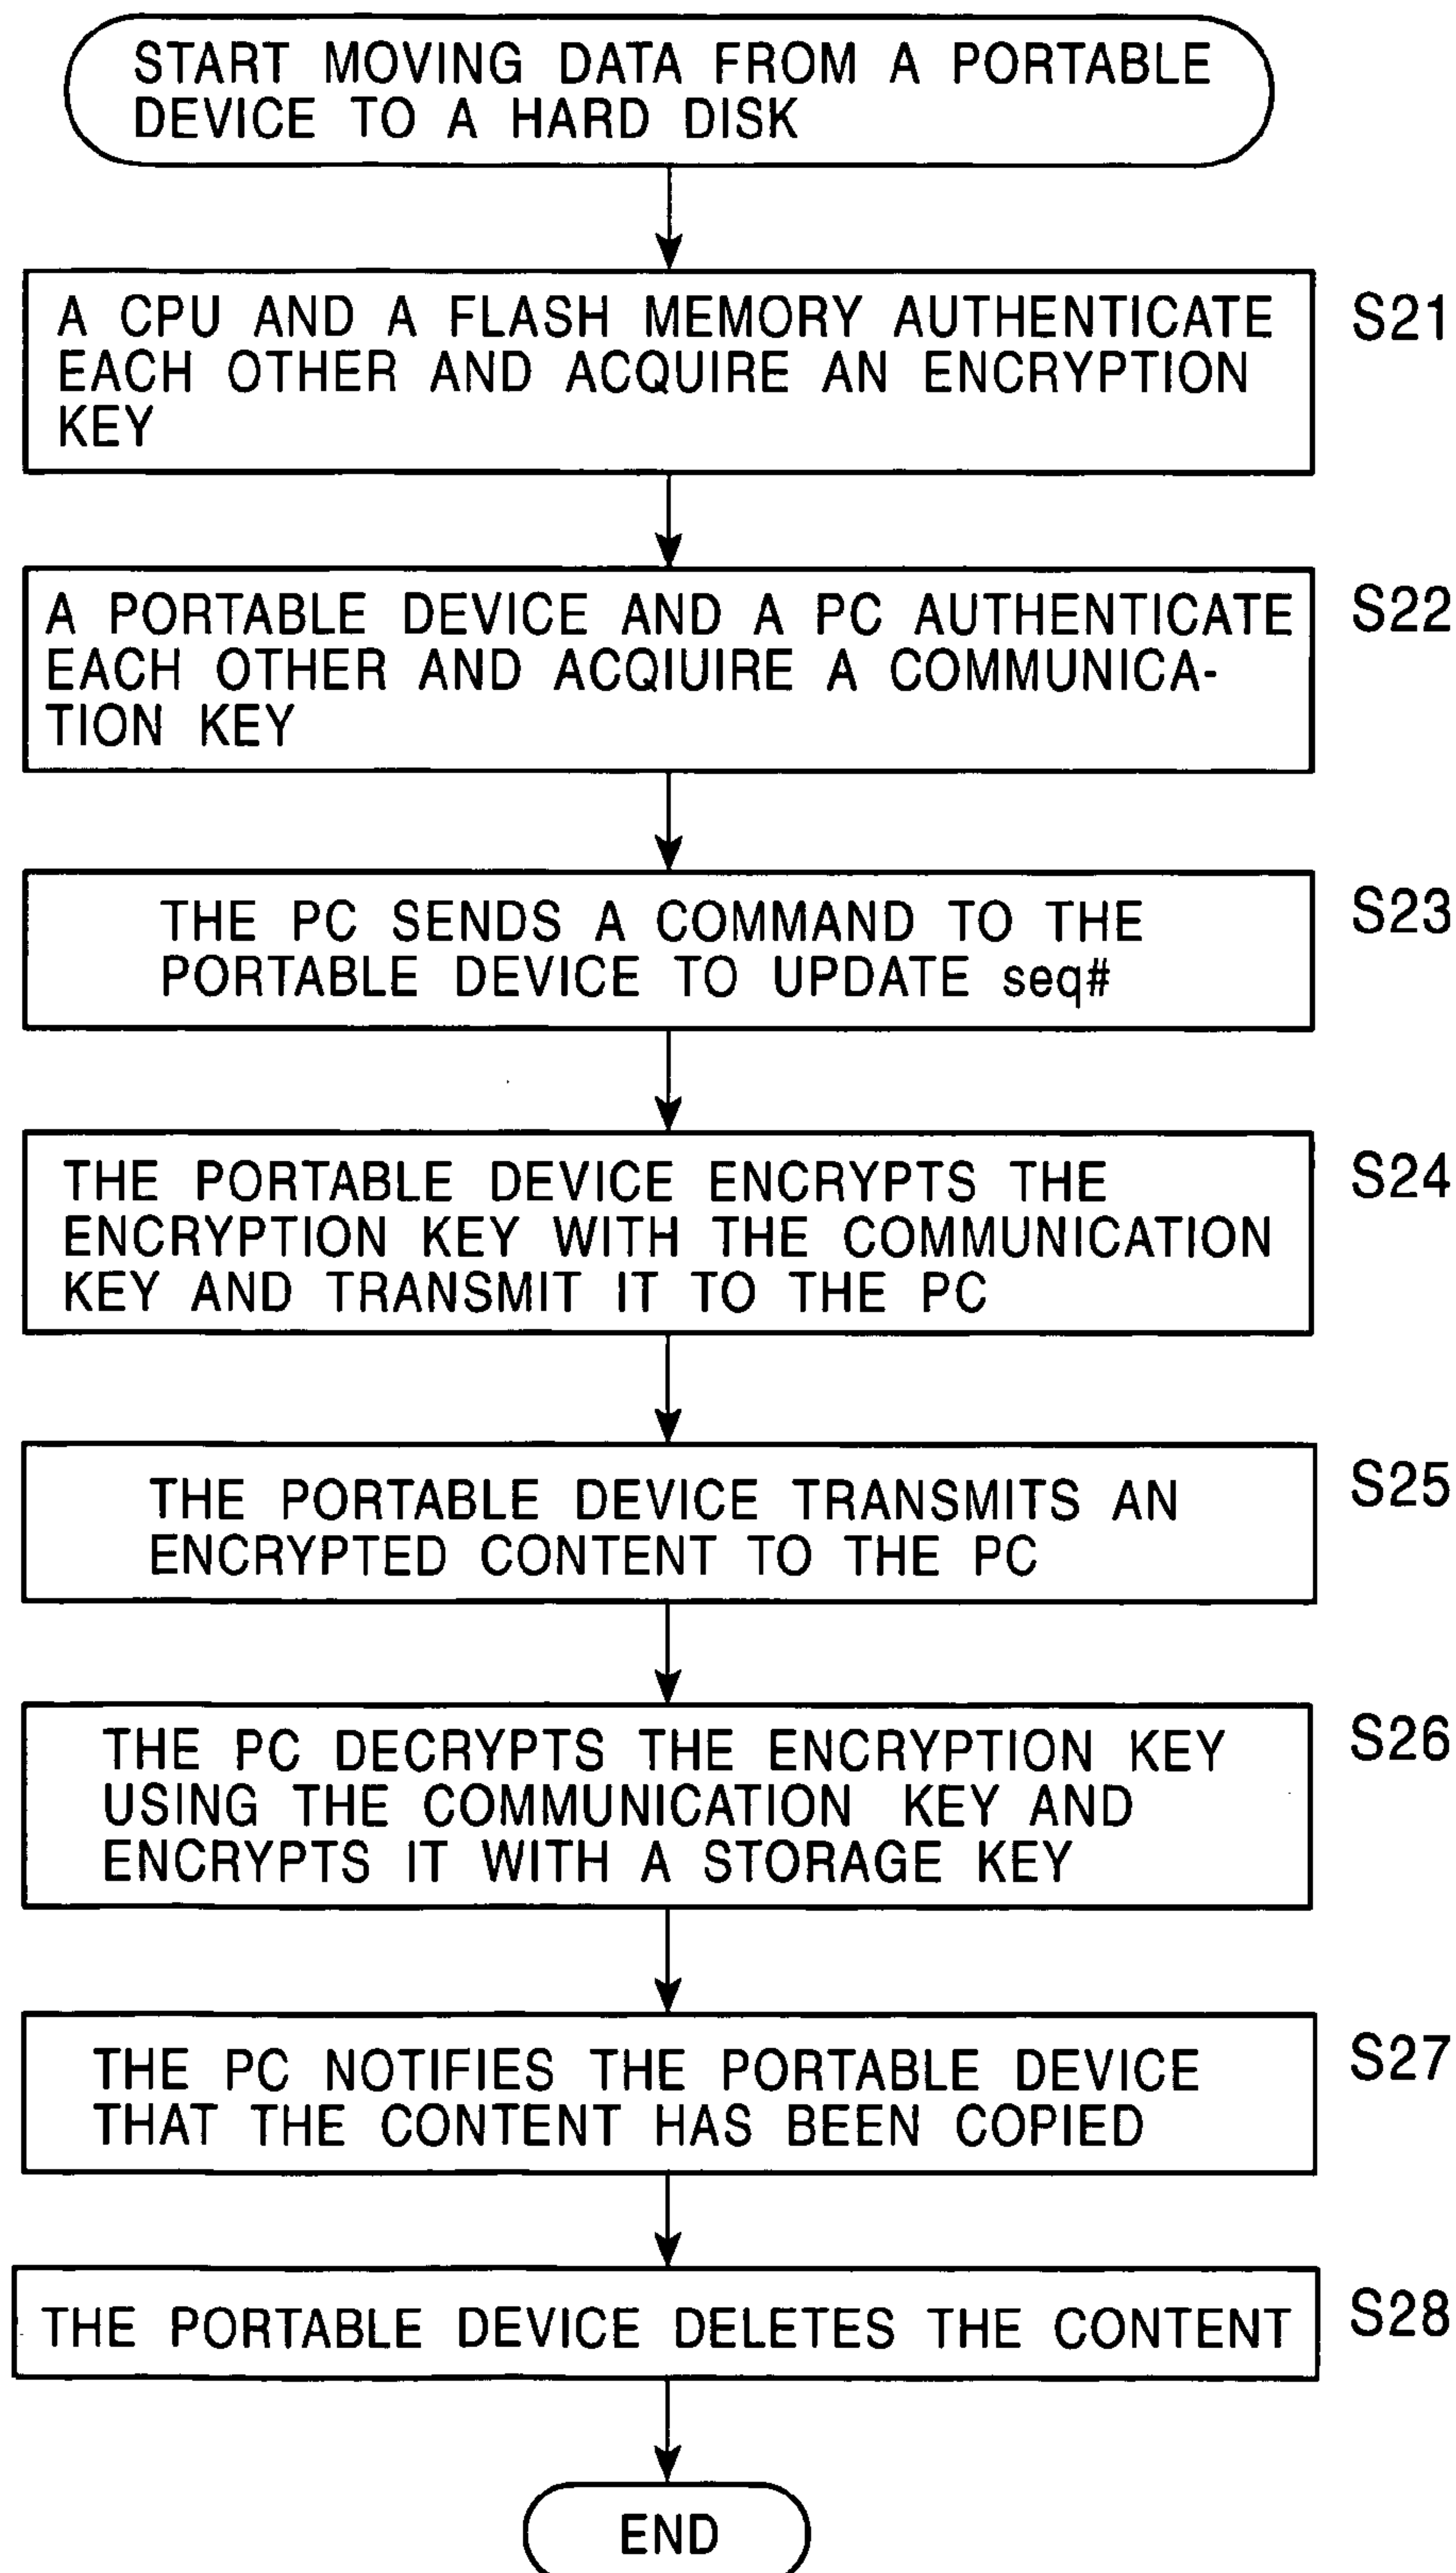 START MOVING DATA FROM A PORTABLE
DEVICE TO A HARD DISK
A CPU AND A FLASH MEMORY AUTHENTICATE
EACH OTHER AND ACQUIRE AN ENCRYPTION
KEY
S21
A PORTABLE DEVICE AND A PC AUTHENTICATE
EACH OTHER AND ACQIUIRE A COMMUNICA-
TION KEY
S22
THE PC SENDS A COMMAND TO THE
PORTABLE DEVICE TO UPDATE seq#
S23
THE PORTABLE DEVICE ENCRYPTS THE
ENCRYPTION KEY WITH THE COMMUNICATION
KEY AND TRANSMIT IT TO THE PC
S24
THE PORTABLE DEVICE TRANSMITS AN
ENCRYPTED CONTENT TO THE PC
S25
THE PC DECRYPTS THE ENCRYPTION KEY
USING THE COMMUNICATION KEY AND
ENCRYPTS IT WITH A STORAGE KEY
S26
THE PC NOTIFIES THE PORTABLE DEVICE
THAT THE CONTENT HAS BEEN COPIED
S27
THE PORTABLE DEVICE DELETES THE CONTENT
S28
END